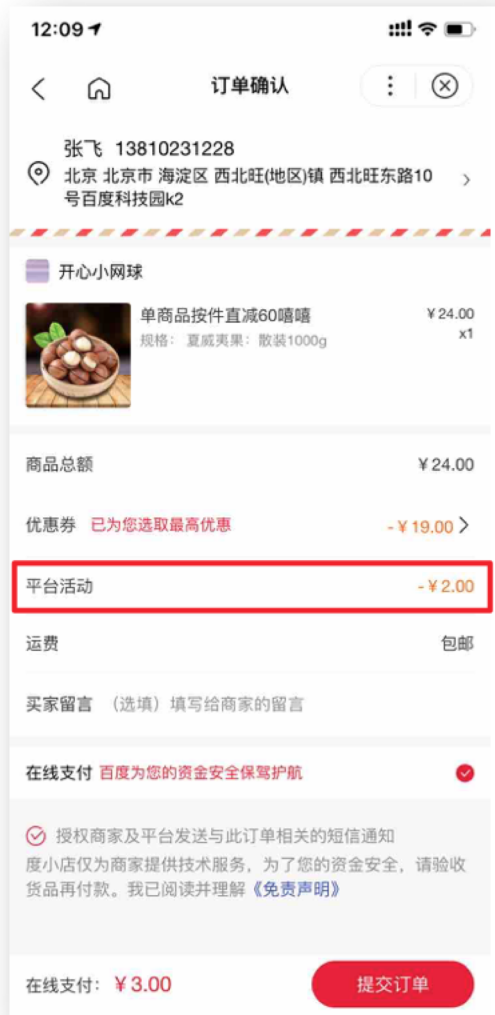 12:09
订单确认
张飞 13810231228
北京 北京市 海淀区 西北旺(地区)镇 西北旺东路10
号百度科技园k2
开心小网球
单商品按件直减60嘻嘻 ¥24.00
规格： 夏威夷果：散装1000g x1
商品总额 ¥24.00
优惠券 已为您选取最高优惠 -¥19.00
平台活动 -¥2.00
运费 包邮
买家留言 （选填）填写给商家的留言
在线支付 百度为您的资金安全保驾护航
授权商家及平台发送与此订单相关的短信通知
度小店仅为商家提供技术服务，为了您的资金安全，请验收
货品再付款。我已阅读并理解《免责声明》
在线支付：¥3.00 提交订单